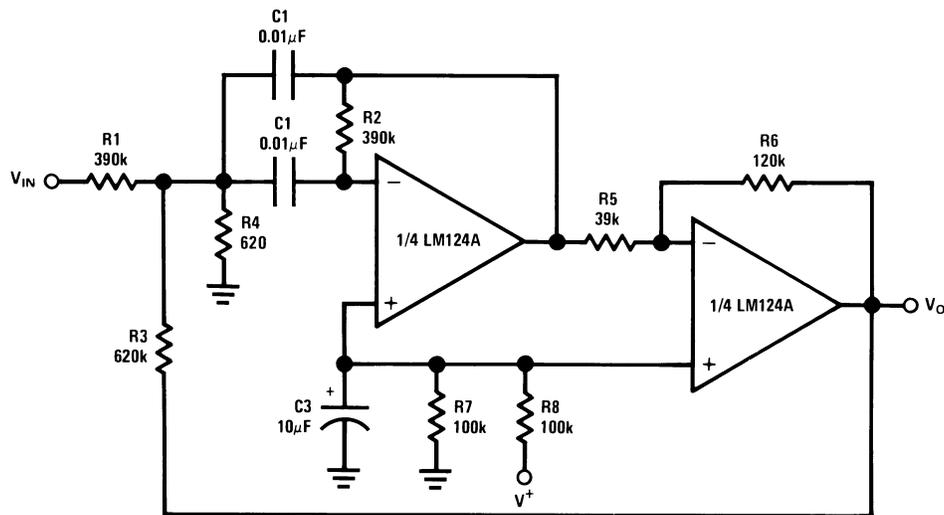 C1
0.01μF
C1
0.01μF
R2
390k
R1
390k
VIN
R4
620
−
1/4 LM124A
+
R5
39k
R6
120k
−
1/4 LM124A
+
VO
R3
620k
+
C3
10μF
R7
100k
R8
100k
V+